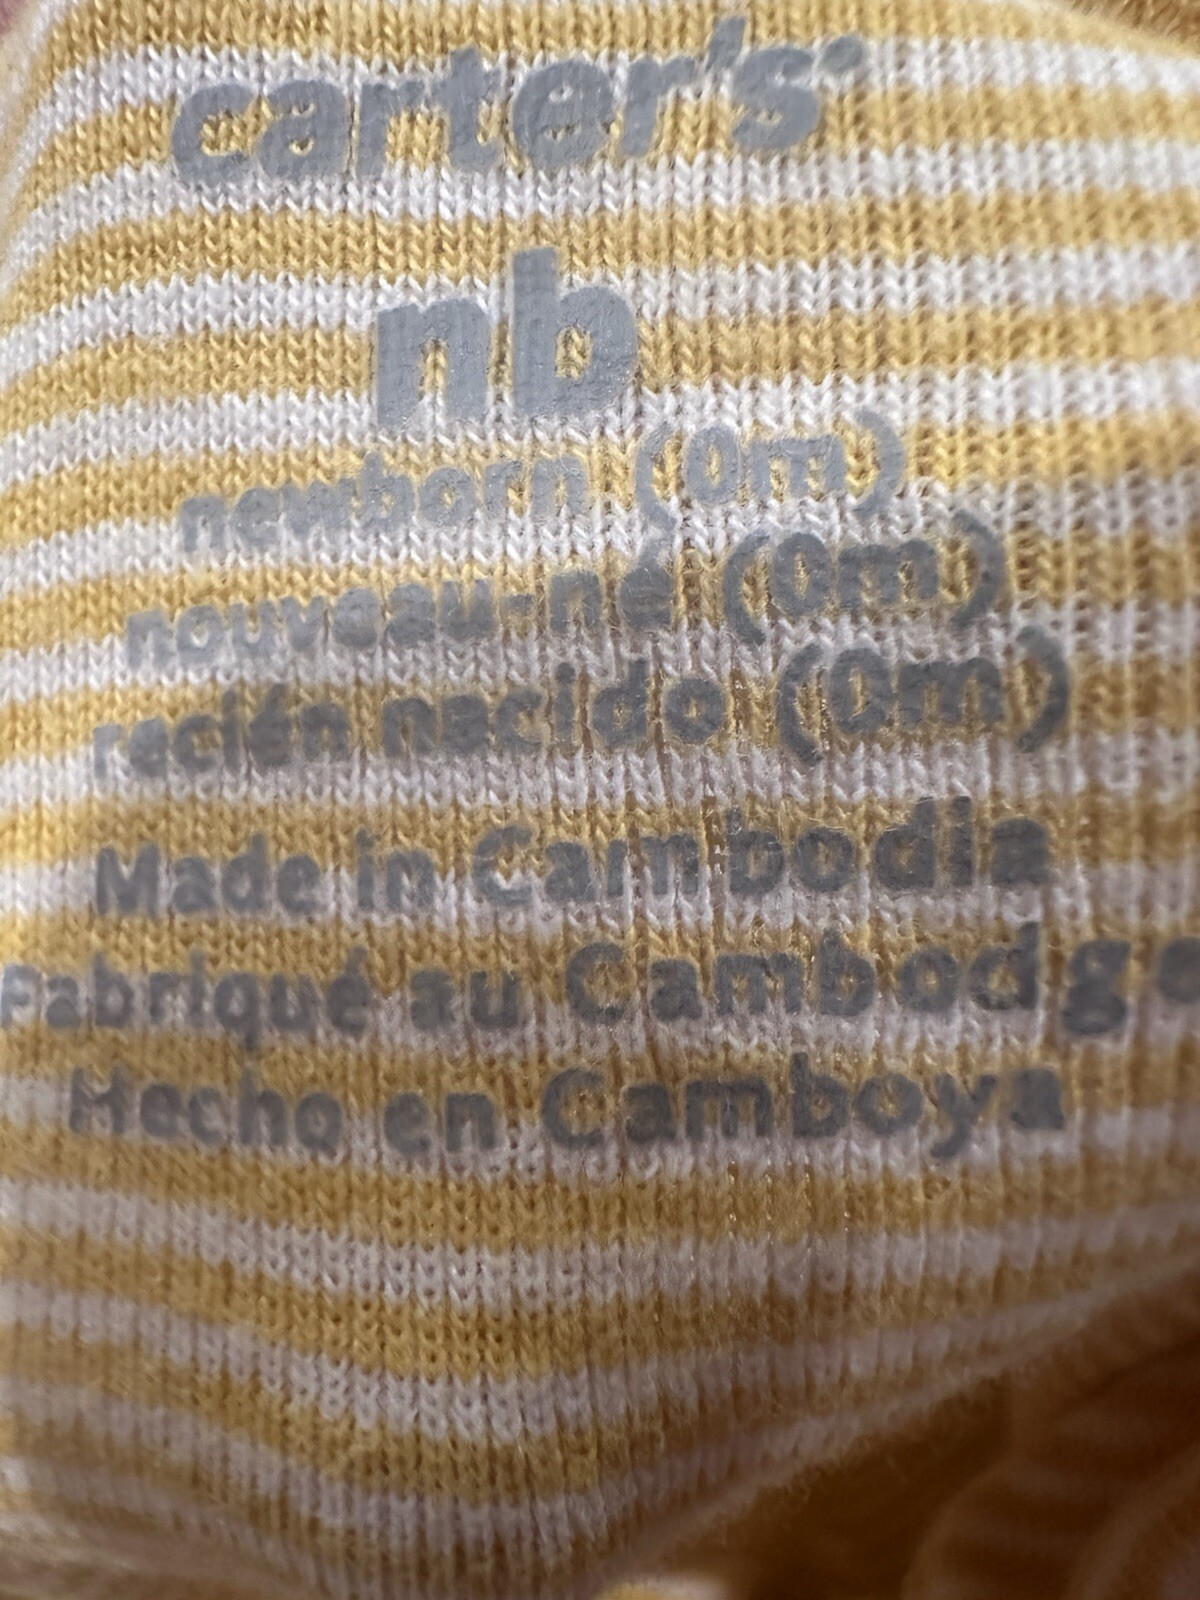 carter's
nb
newborn (0m)
nouveau-né (0m)
recién nacido (0m)
Made in Cambodia
Fabriqué au Cambodge
Hecho en Camboya